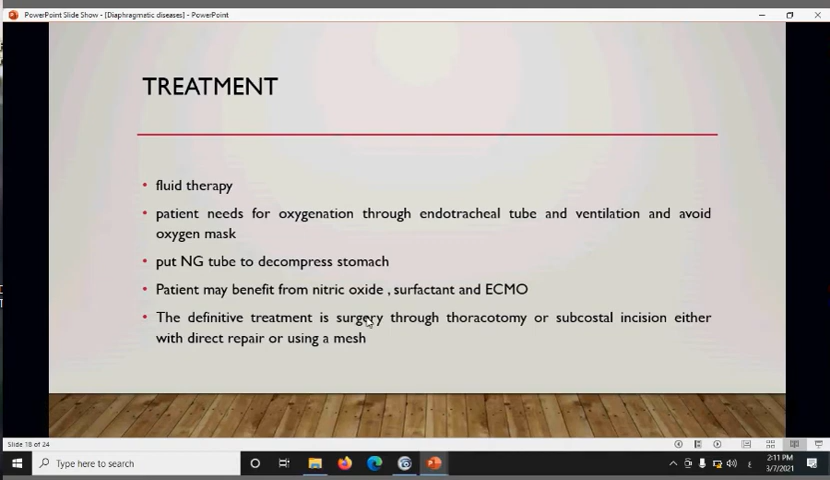 PowerPoint Slide Show - [Diaphragmatic diseases] - PowerPoint
TREATMENT
• fluid therapy
• patient needs for oxygenation through endotracheal tube and ventilation and avoid
oxygen mask
• put NG tube to decompress stomach
• Patient may benefit from nitric oxide , surfactant and ECMO
• The definitive treatment is surgery through thoracotomy or subcostal incision either
with direct repair or using a mesh
Slide 18 of 24
Type here to search
ع
2:11 PM
3/7/2021